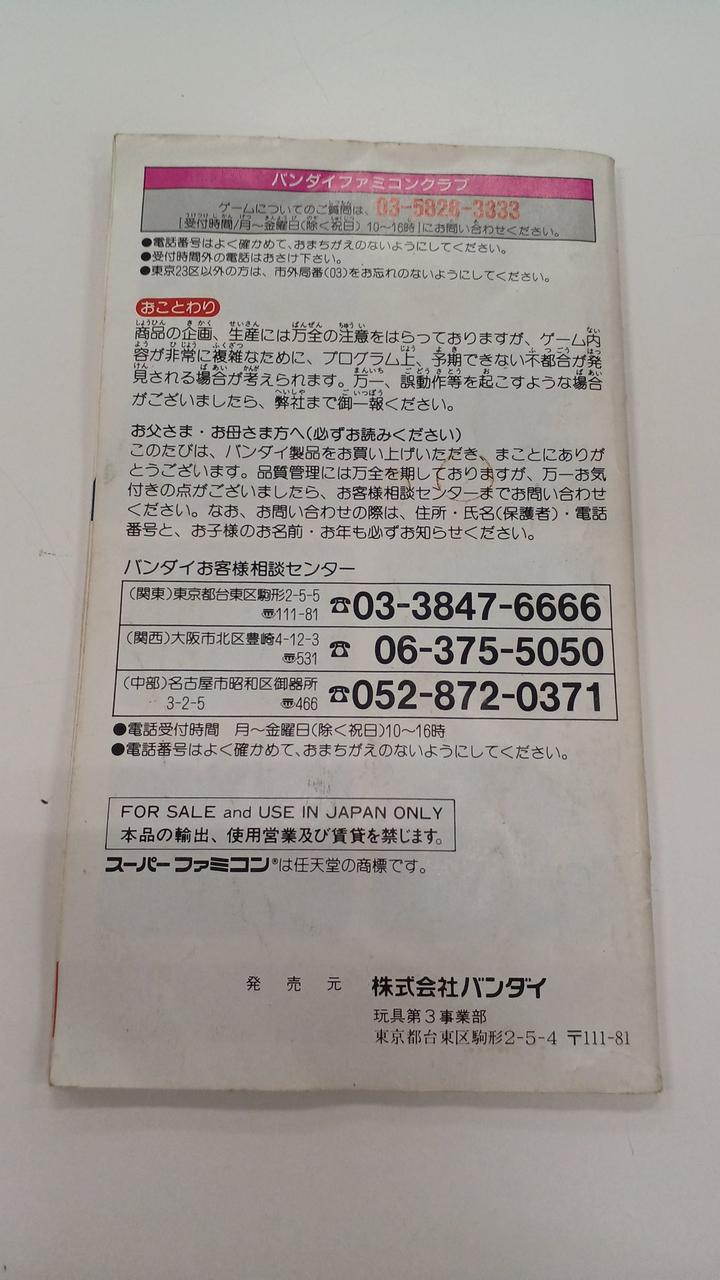 バンダイファミコンクラブ
ゲームについてのご質問は、03-5828-3333
[受付時間/月〜金曜日(除く祝日) 10〜16時]にお問い合わせください。
●電話番号はよく確かめて、おまちがえのないようにしてください。
●受付時間外の電話はおさけ下さい。
●東京23区以外の方は、市外局番(03)をお忘れのないようにしてください。
おことわり
商品の企画、生産には万全の注意をはらっておりますが、ゲーム内
容が非常に複雑なために、プログラム上、予期できない不都合が発
見される場合が考えられます。万一、誤動作等を起こすような場合
がございましたら、弊社まで御一報ください。
お父さま・お母さま方へ(必ずお読みください)
このたびは、バンダイ製品をお買い上げいただき、まことにありが
とうございます。品質管理には万全を期しておりますが、万一お気
付きの点がございましたら、お客様相談センターまでお問い合わせ
ください。なお、お問い合わせの際は、住所・氏名(保護者)・電話
番号と、お子様のお名前・お年も必ずお知らせください。
バンダイお客様相談センター
(関東)東京都台東区駒形2-5-5
〠111-81 ☎03-3847-6666
(関西)大阪市北区豊崎4-12-3
〠531 ☎ 06-375-5050
(中部)名古屋市昭和区御器所
3-2-5 〠466 ☎052-872-0371
●電話受付時間 月〜金曜日(除く祝日)10〜16時
●電話番号はよく確かめて、おまちがえのないようにしてください。
FOR SALE and USE IN JAPAN ONLY
本品の輸出、使用営業及び賃貸を禁じます。
スーパーファミコン®は任天堂の商標です。
発売元 株式会社バンダイ
玩具第3事業部
東京都台東区駒形2-5-4 〒111-81